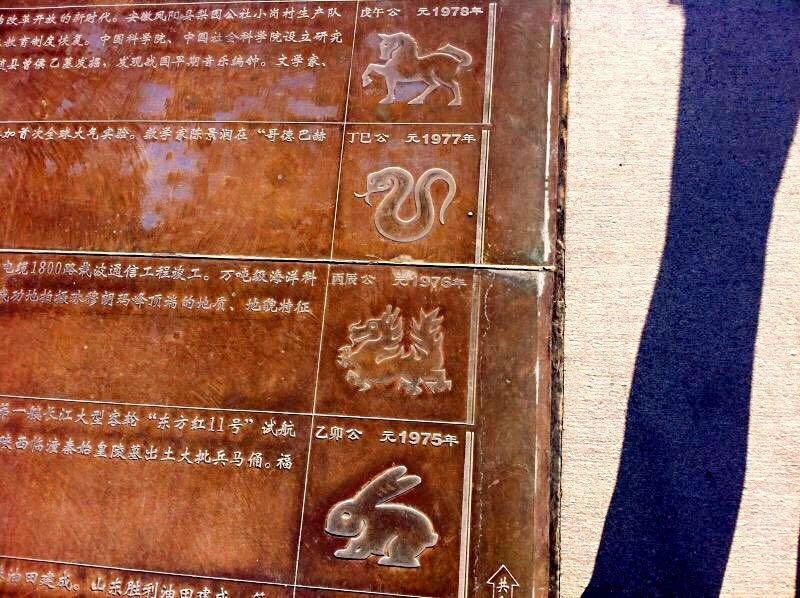 改革开放的新时代。安徽凤阳县梨园公社小岗村生产队
教育制度恢复。中国科学院、中国社会科学院设立研究
县曾侯乙墓发掘，发现战国早期音乐编钟。文学家、
戊午 公元1978年
加首次全球大气实验。数学家陈景润在“哥德巴赫
丁巳 公元1977年
电缆1800路载波通信工程竣工。万吨级海洋科
成功地拍摄珠穆朗玛峰顶端的地质、地貌特征
丙辰 公元1976年
第一艘长江大型客轮“东方红11号”试航
陕西临潼秦始皇陵墓出土大批兵马俑。福
乙卯 公元1975年
油田建成。山东胜利油田建成。
共